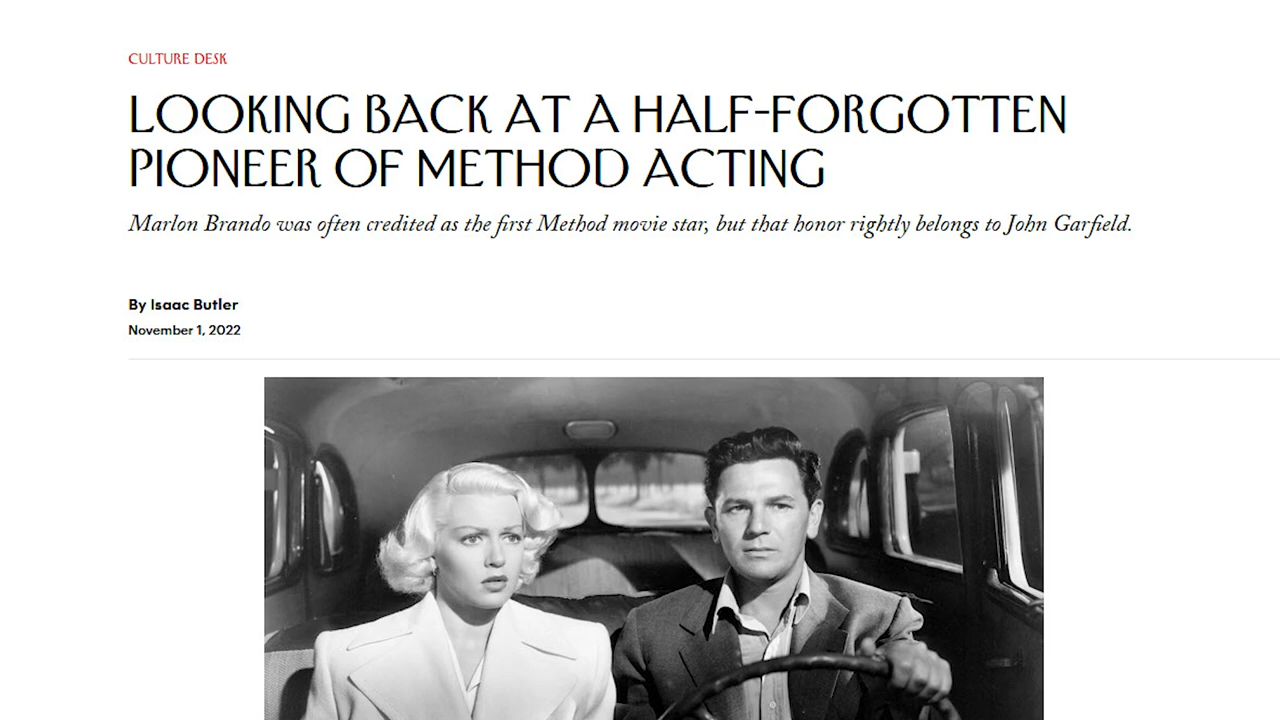 CULTURE DESK
LOOKING BACK AT A HALF-FORGOTTEN
PIONEER OF METHOD ACTING
Marlon Brando was often credited as the first Method movie star, but that honor rightly belongs to John Garfield.
By Isaac Butler
November 1, 2022